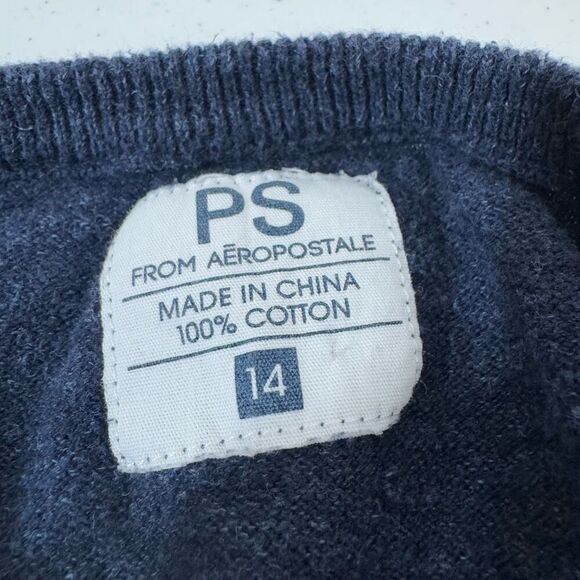 PS
FROM AĒROPOSTALE
MADE IN CHINA
100% COTTON
14